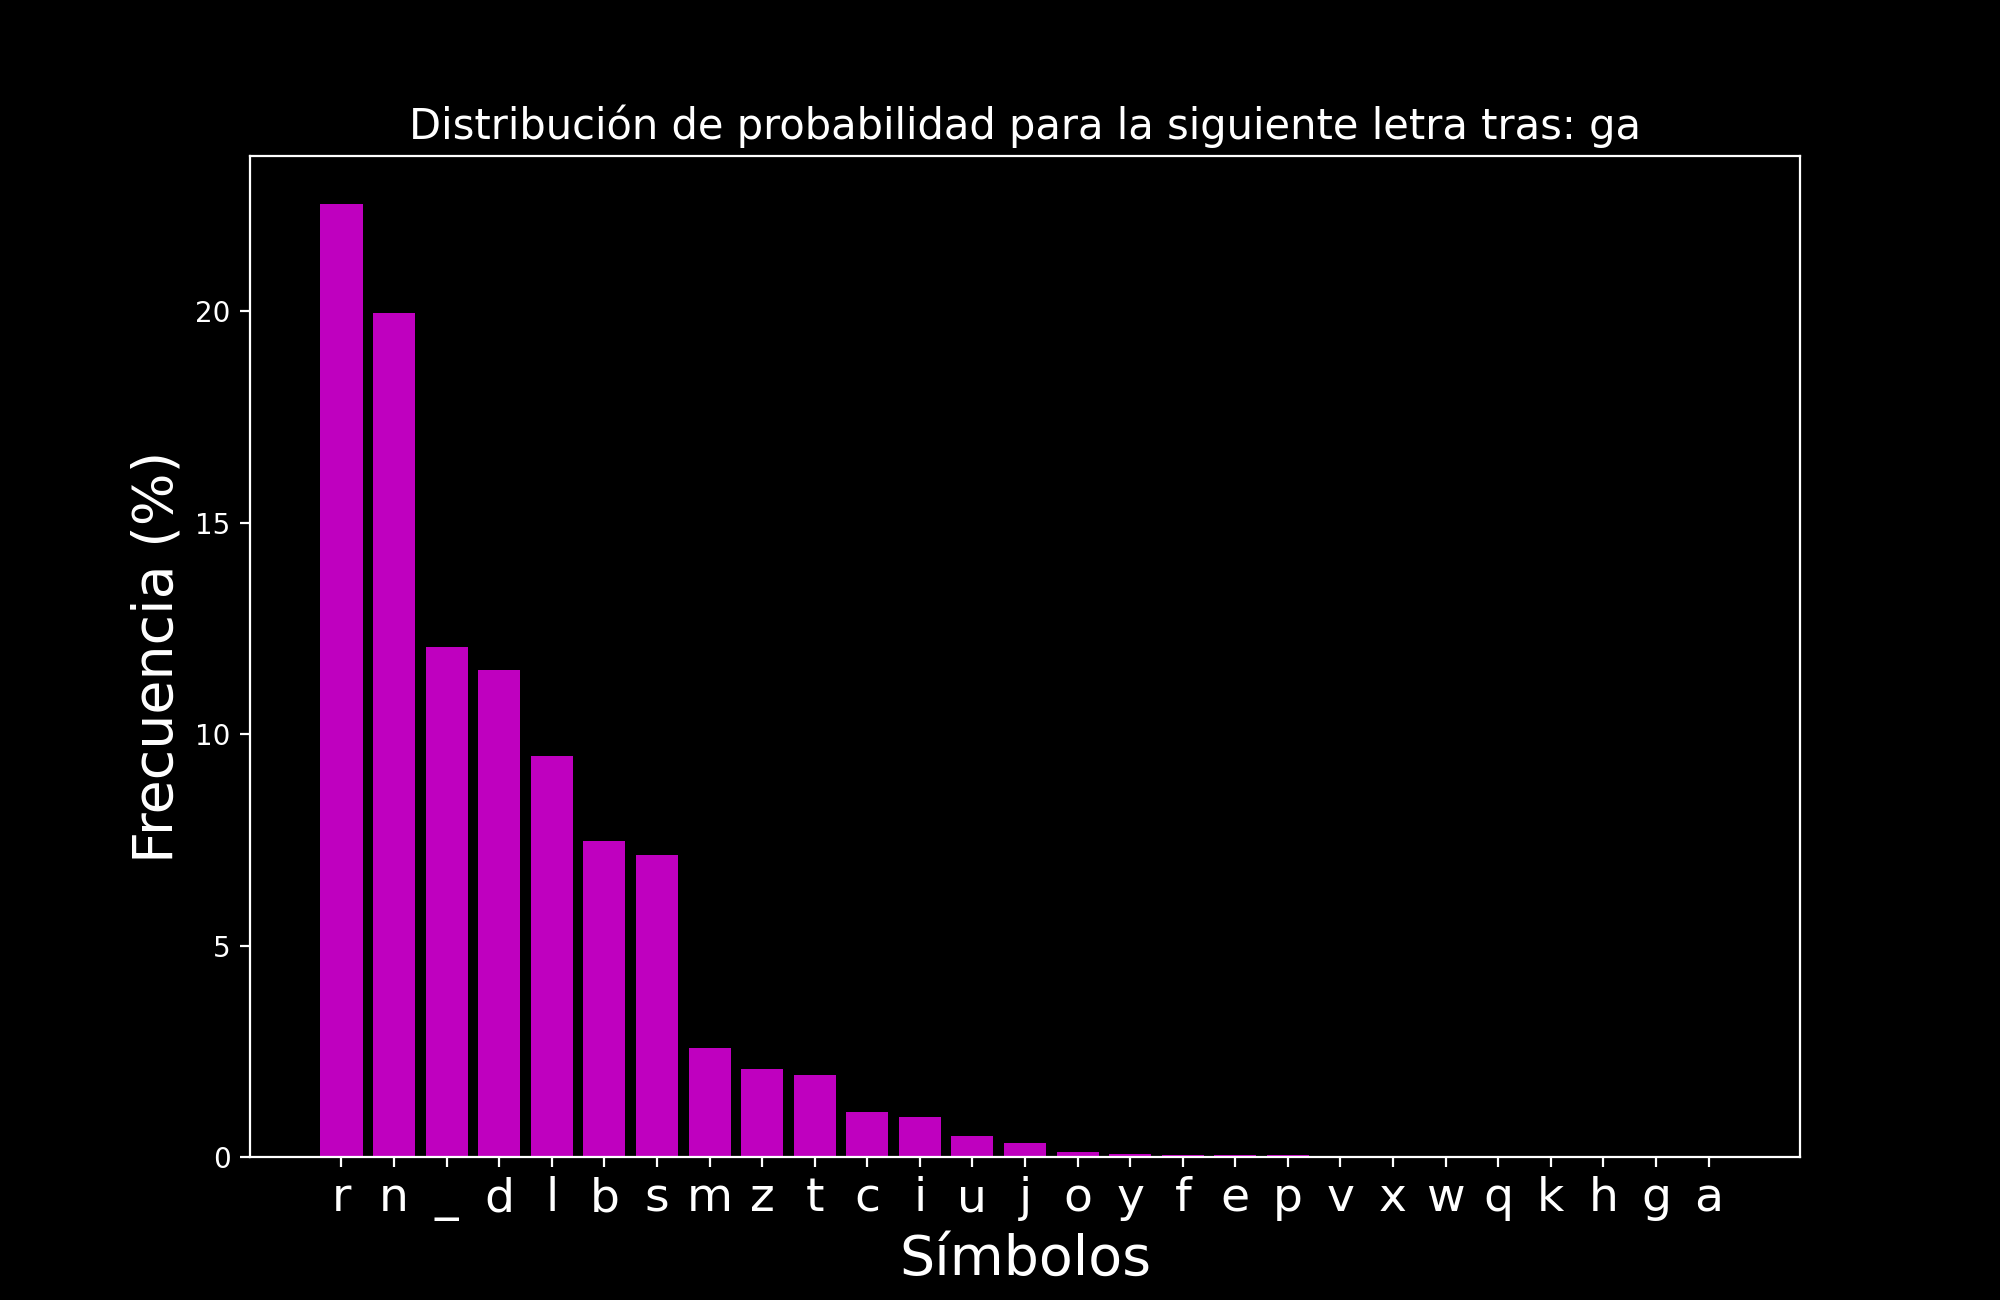 Distribución de probabilidad para la siguiente letra tras: ga
Frecuencia (%)
20
15
10
5
0
r n _ d l b s m z t c i u j o y f e p v x w q k h g a
Símbolos